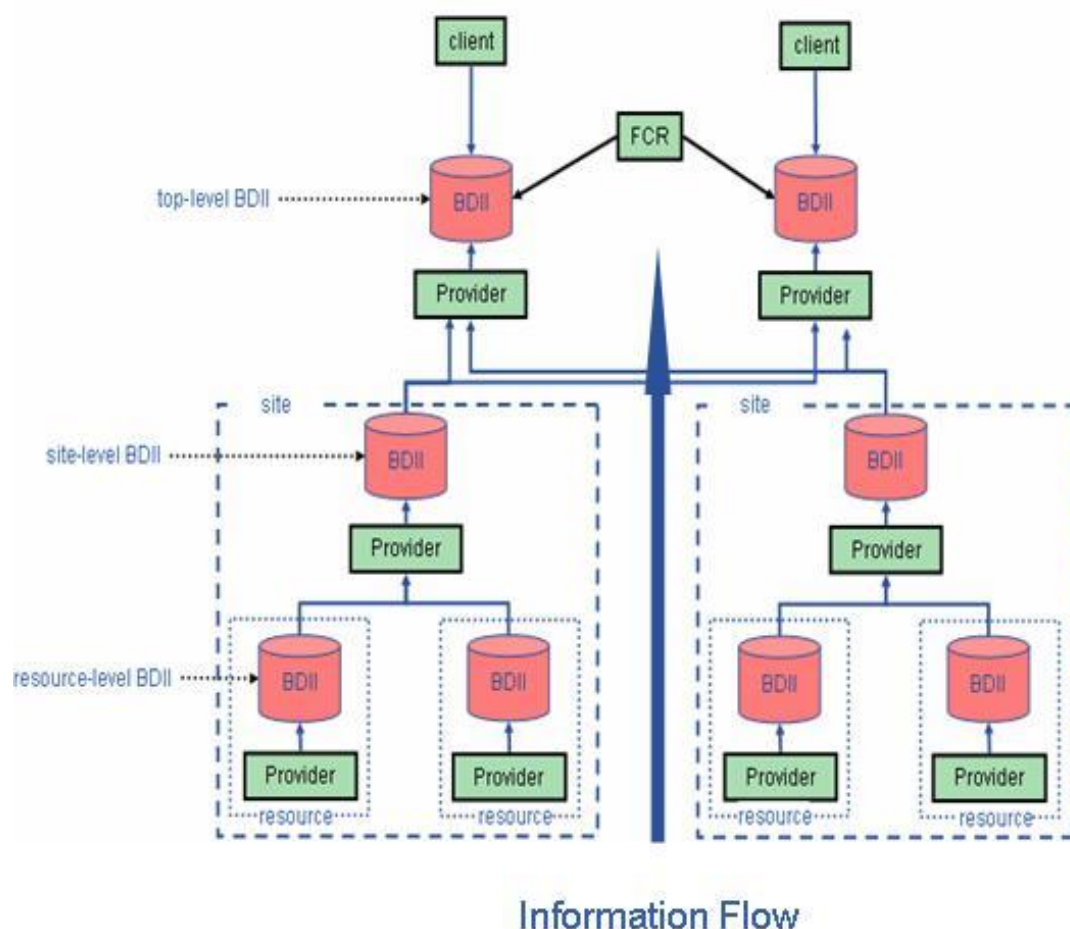 client
client
FCR
top-level BDII
BDII
BDII
Provider
Provider
site
site
site-level BDII
BDII
BDII
Provider
Provider
resource-level BDII
BDII
BDII
BDII
BDII
Provider
Provider
Provider
Provider
resource
resource
resource
resource
Information Flow